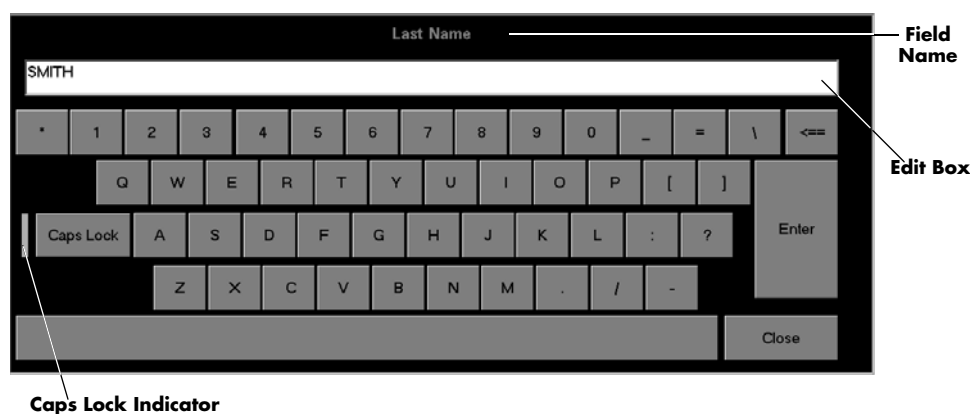 Last Name
Field
Name
SMITH
* 1 2 3 4 5 6 7 8 9 0 _ = \ <==
Edit Box
Q W E R T Y U I O P [ ]
Caps Lock A S D F G H J K L : ? Enter
Z X C V B N M . / -
Close
Caps Lock Indicator